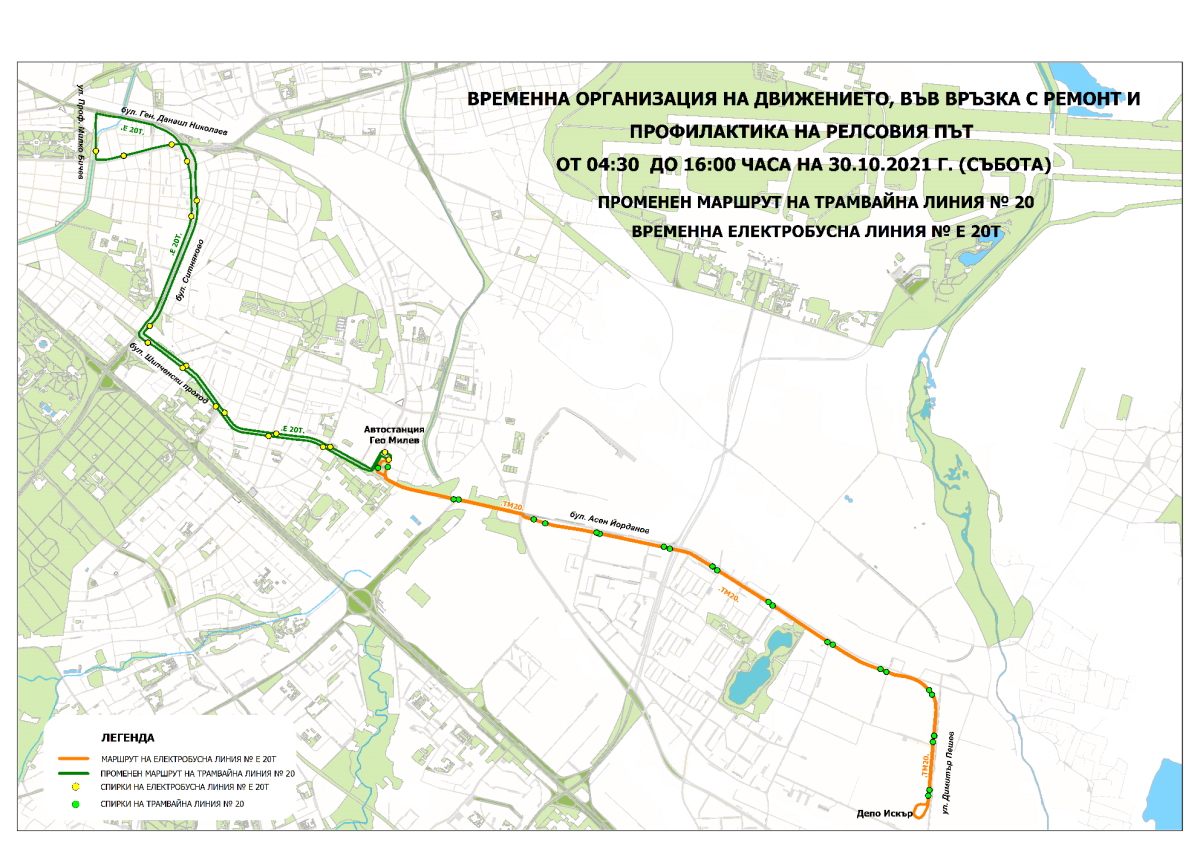 ВРЕМЕННА ОРГАНИЗАЦИЯ НА ДВИЖЕНИЕТО, ВЪВ ВРЪЗКА С РЕМОНТ И
ПРОФИЛАКТИКА НА РЕЛСОВИЯ ПЪТ
ОТ 04:30 ДО 16:00 ЧАСА НА 30.10.2021 Г. (СЪБОТА)
ПРОМЕНЕН МАРШРУТ НА ТРАМВАЙНА ЛИНИЯ № 20
ВРЕМЕННА ЕЛЕКТРОБУСНА ЛИНИЯ № Е 20Т
ул. Проф. Милко Бичев
бул. Ген. Данаил Николаев
.Е 20Т.
.Е 20Т.
бул. Ситняково
бул. Шипченски проход
.Е 20Т.
Автостанция
Гео Милев
.ТМ20.
бул. Асен Йорданов
.ТМ20.
.ТМ20.
ул. Димитър Пешев
Депо Искър
ЛЕГЕНДА
МАРШРУТ НА ЕЛЕКТРОБУСНА ЛИНИЯ № Е 20Т
ПРОМЕНЕН МАРШРУТ НА ТРАМВАЙНА ЛИНИЯ № 20
СПИРКИ НА ЕЛЕКТРОБУСНА ЛИНИЯ № Е 20Т
СПИРКИ НА ТРАМВАЙНА ЛИНИЯ № 20